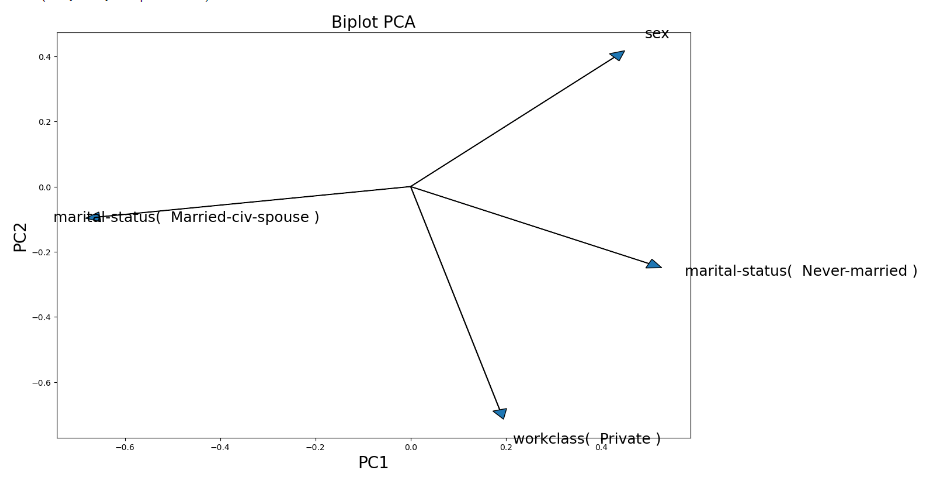 Biplot PCA
sex
0.4
0.2
0.0
marital-status(  Married-civ-spouse )
−0.2
marital-status(  Never-married )
−0.4
−0.6
workclass(  Private )
−0.6
−0.4
−0.2
0.0
0.2
0.4
PC1
PC2